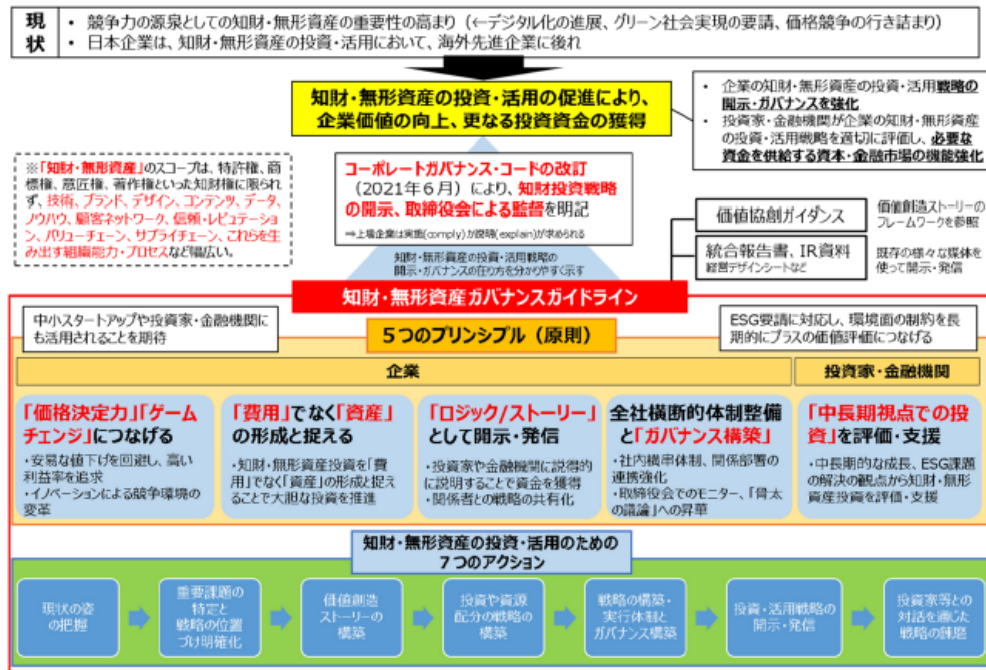 現
状
・ 競争力の源泉としての知財・無形資産の重要性の高まり(←デジタル化の進展、グリーン社会実現の要請、価格競争の行き詰まり)
・ 日本企業は、知財・無形資産の投資・活用において、海外先進企業に後れ
知財・無形資産の投資・活用の促進により、
企業価値の向上、更なる投資資金の獲得
・ 企業の知財・無形資産の投資・活用戦略の
開示・ガバナンスを強化
・ 投資家・金融機関が企業の知財・無形資産
の投資・活用戦略を適切に評価し、必要な
資金を供給する資本・金融市場の機能強化
※「知財・無形資産」のスコープは、特許権、商
標権、意匠権、著作権といった知財権に限られ
ず、技術、ブランド、デザイン、コンテンツ、データ、
ノウハウ、顧客ネットワーク、信頼・レピュテーショ
ン、バリューチェーン、サプライチェーン、これらを生
み出す組織能力・プロセスなど幅広い。
コーポレートガバナンス・コードの改訂
(2021年6月)により、知財投資戦略
の開示、取締役会による監督を明記
⇒上場企業は実施(comply)か説明(explain)が求められる
価値協創ガイダンス
価値創造ストーリーの
フレームワークを参照
統合報告書、IR資料
経営デザインシートなど
既存の様々な媒体を
使って開示・発信
知財・無形資産の投資・活用戦略の
開示・ガバナンスの在り方を分かりやすく示す
知財・無形資産ガバナンスガイドライン
中小スタートアップや投資家・金融機関に
も活用されることを期待
5つのプリンシプル(原則)
ESG要請に対応し、環境面の制約を長
期的にプラスの価値評価につなげる
企業
投資家・金融機関
「価格決定力」「ゲーム
チェンジ」につなげる
・安易な値下げを回避し、高い
利益率を追求
・イノベーションによる競争環境の
変革
「費用」でなく「資産」
の形成と捉える
・知財・無形資産投資を「費
用」でなく「資産」の形成と捉え
ることで大胆な投資を推進
「ロジック/ストーリー」
として開示・発信
・投資家や金融機関に説得的
に説明することで資金を獲得
・関係者との戦略の共有化
全社横断的体制整備
と「ガバナンス構築」
・社内横串体制、関係部署の
連携強化
・取締役会でのモニター、「骨太
の議論」への昇華
「中長期視点での投
資」を評価・支援
・中長期的な成長、ESG課題
の解決の観点から知財・無形
資産投資を評価・支援
知財・無形資産の投資・活用のための
7つのアクション
現状の姿
の把握
重要課題の
特定と
戦略の位置
づけ明確化
価値創造
ストーリーの
構築
投資や資源
配分の戦略の
構築
戦略の構築・
実行体制と
ガバナンス構築
投資・活用戦略の
開示・発信
投資家等との
対話を通じた
戦略の錬磨